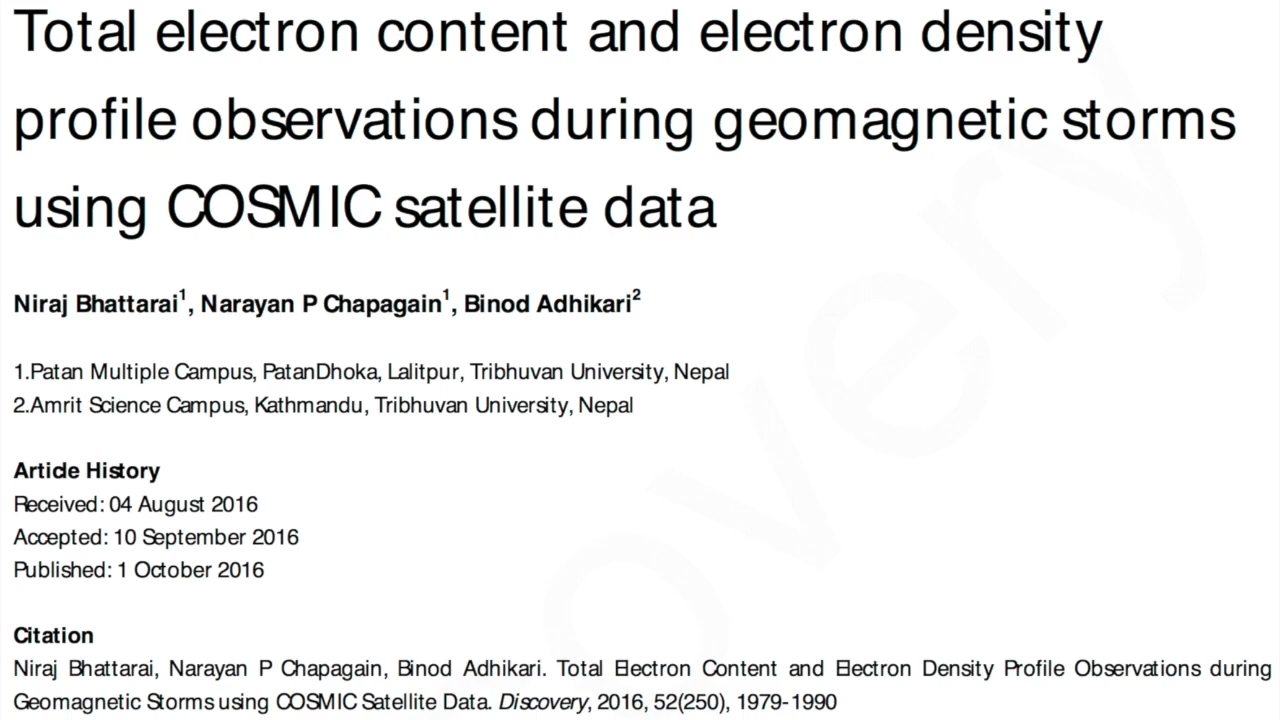 Total electron content and electron density
profile observations during geomagnetic storms
using COSMIC satellite data
Niraj Bhattarai1, Narayan P Chapagain1, Binod Adhikari2
1.Patan Multiple Campus, PatanDhoka, Lalitpur, Tribhuvan University, Nepal
2.Amrit Science Campus, Kathmandu, Tribhuvan University, Nepal
Article History
Received: 04 August 2016
Accepted: 10 September 2016
Published: 1 October 2016
Citation
Niraj Bhattarai, Narayan P Chapagain, Binod Adhikari. Total Electron Content and Electron Density Profile Observations during
Geomagnetic Storms using COSMIC Satellite Data. Discovery, 2016, 52(250), 1979-1990
overy